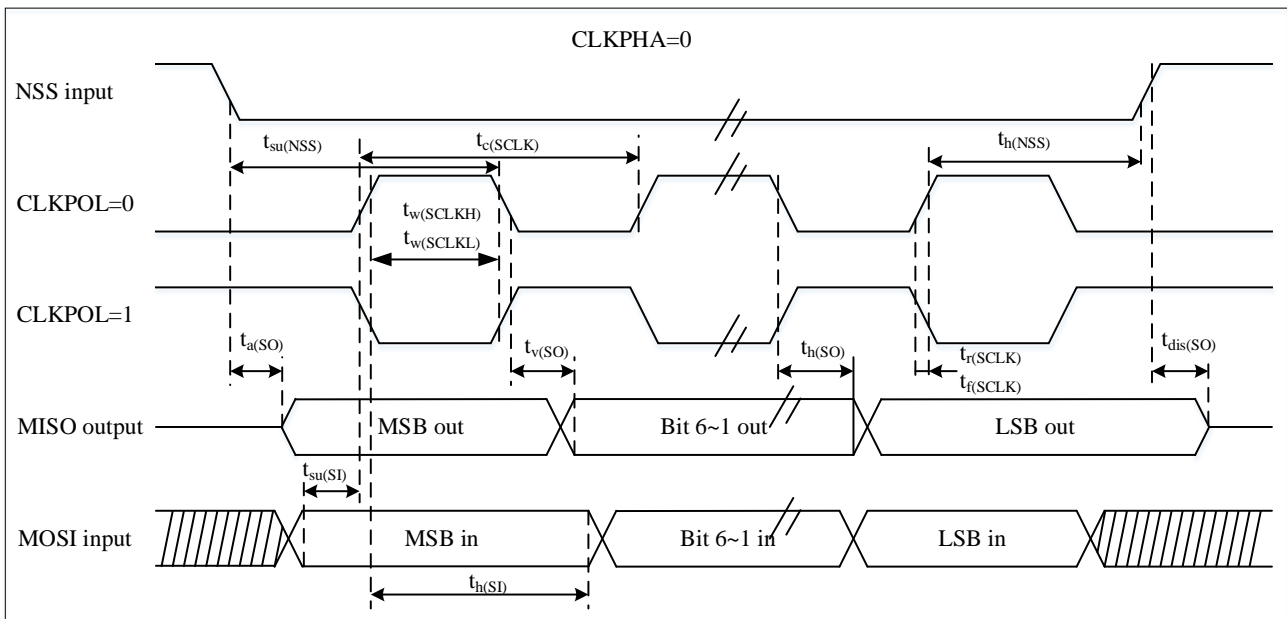 CLKPHA=0
NSS input
tsu(NSS)
tc(SCLK)
th(NSS)
CLKPOL=0
tw(SCLKH)
tw(SCLKL)
CLKPOL=1
ta(SO)
tv(SO)
th(SO)
tr(SCLK)
tf(SCLK)
tdis(SO)
MISO output
MSB out
Bit 6~1 out
LSB out
tsu(SI)
MOSI input
MSB in
Bit 6~1 in
LSB in
th(SI)